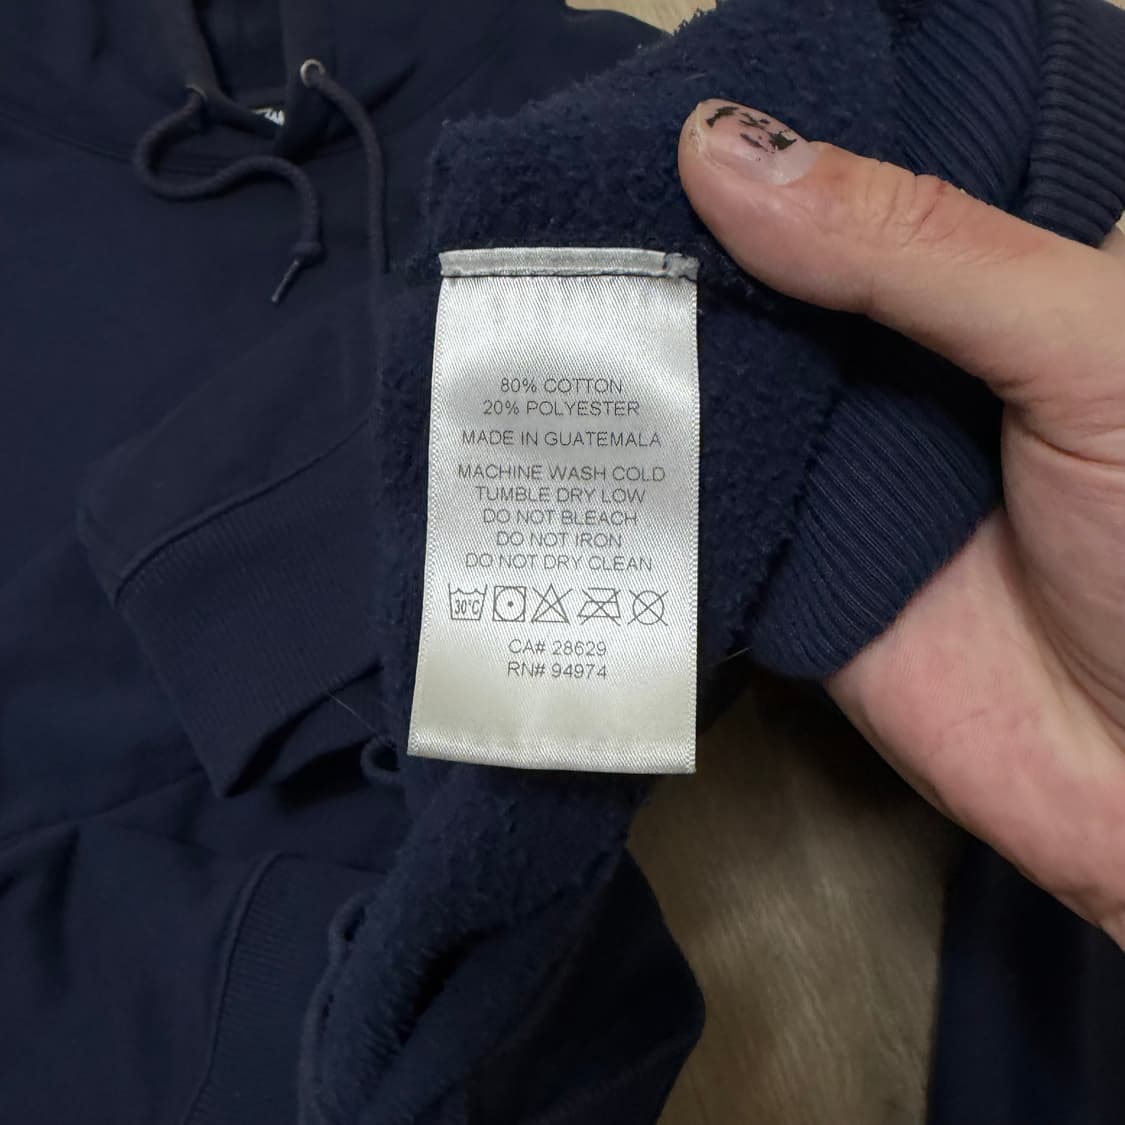 80% COTTON
20% POLYESTER
MADE IN GUATEMALA
MACHINE WASH COLD
TUMBLE DRY LOW
DO NOT BLEACH
DO NOT IRON
DO NOT DRY CLEAN
30°C
CA# 28629
RN# 94974